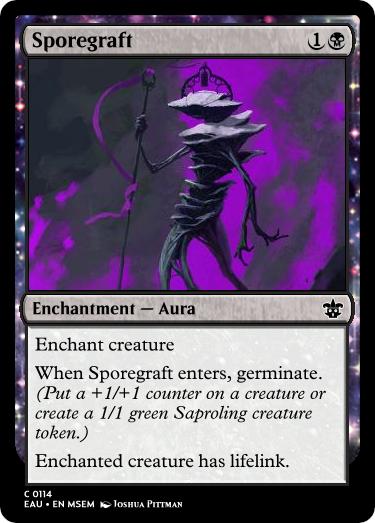 Sporegraft 1
Enchantment — Aura
Enchant creature
When Sporegraft enters, germinate.
(Put a +1/+1 counter on a creature or
create a 1/1 green Saproling creature
token.)
Enchanted creature has lifelink.
C 0114
EAU • EN MSEM Joshua Pittman